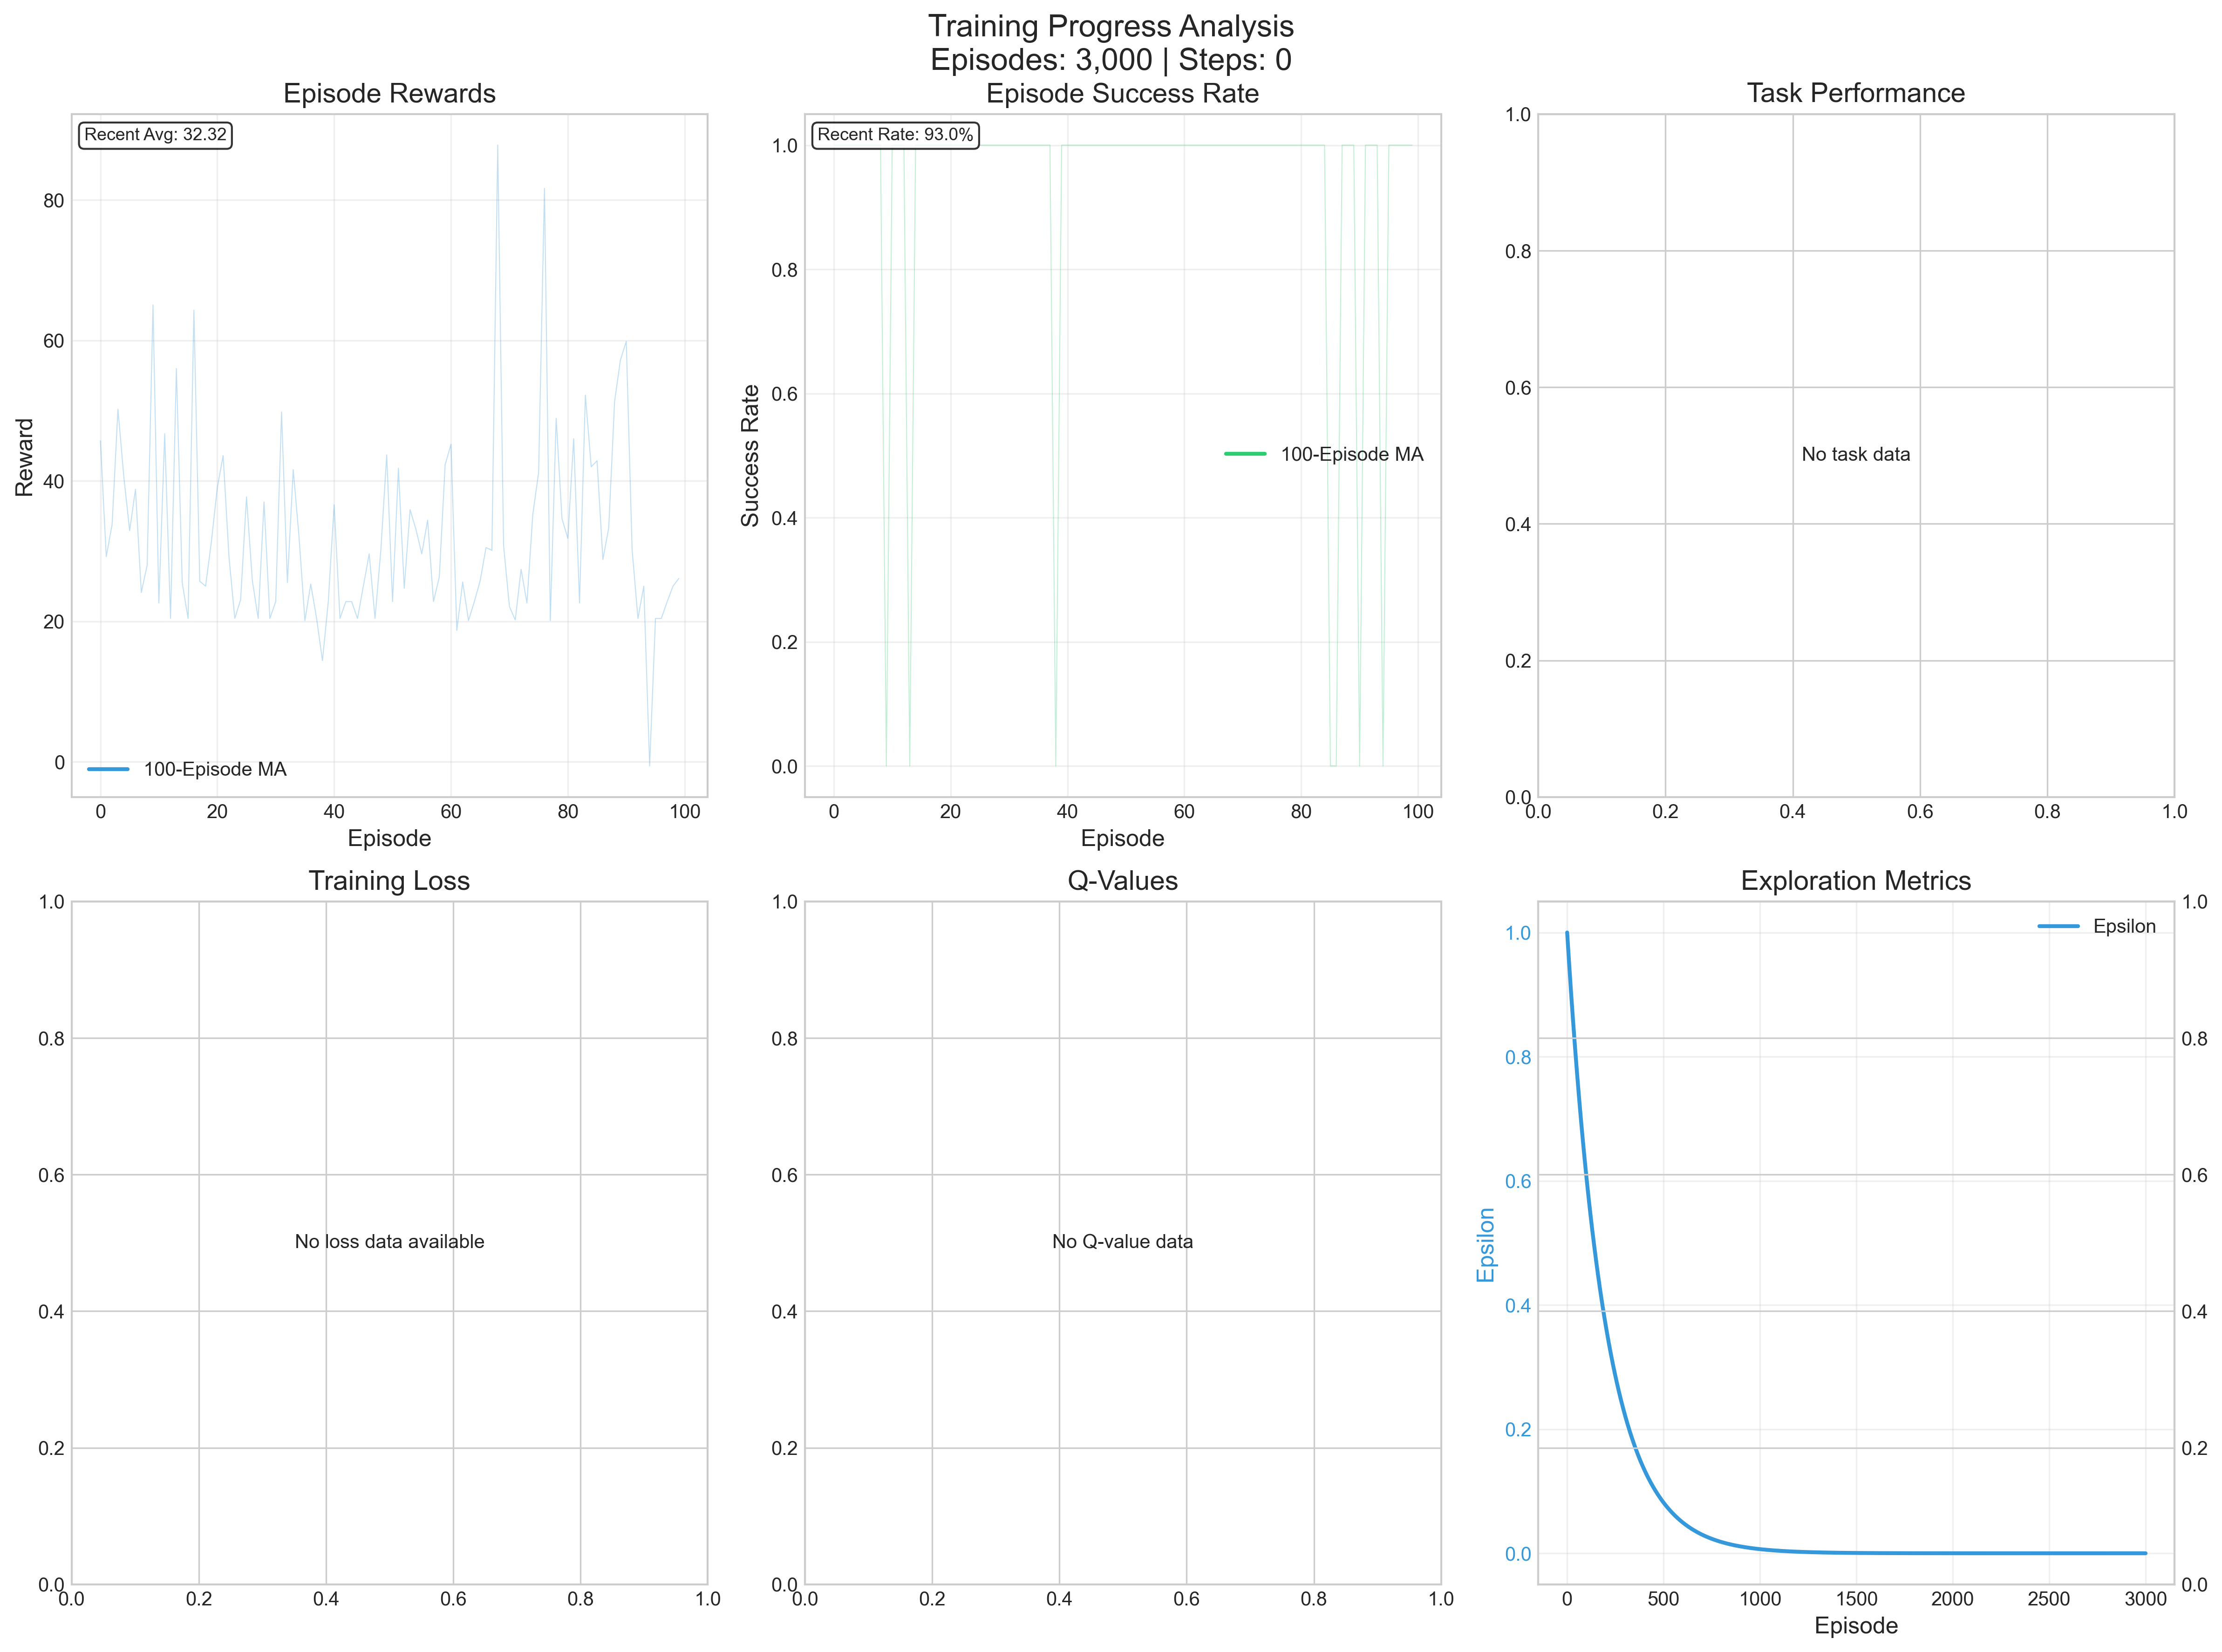 Training Progress Analysis
Episodes: 3,000 | Steps: 0
Episode Rewards
Recent Avg: 32.32
80
60
40
20
0
Reward
100-Episode MA
0 20 40 60 80 100
Episode
Episode Success Rate
Recent Rate: 93.0%
1.0
0.8
0.6
0.4
0.2
0.0
Success Rate
100-Episode MA
0 20 40 60 80 100
Episode
Task Performance
1.0
0.8
0.6
0.4
0.2
0.0
No task data
0.0 0.2 0.4 0.6 0.8 1.0
Training Loss
1.0
0.8
0.6
0.4
0.2
0.0
No loss data available
0.0 0.2 0.4 0.6 0.8 1.0
Q-Values
1.0
0.8
0.6
0.4
0.2
0.0
No Q-value data
0.0 0.2 0.4 0.6 0.8 1.0
Exploration Metrics
Epsilon
1.0
0.8
0.6
0.4
0.2
0.0
Epsilon
1.0
0.8
0.6
0.4
0.2
0.0
0 500 1000 1500 2000 2500 3000
Episode